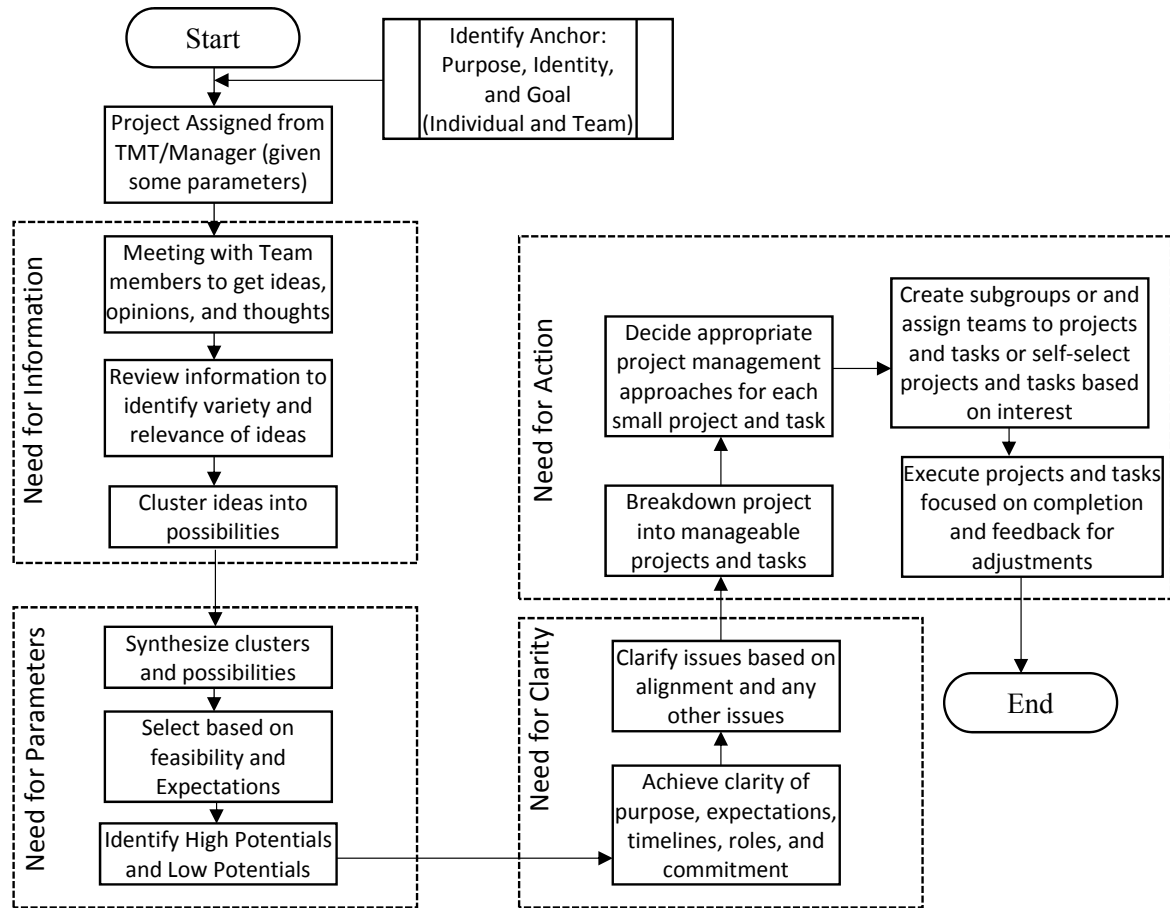 Start
Identify Anchor:
Purpose, Identity,
and Goal
(Individual and Team)
Project Assigned from
TMT/Manager (given
some parameters)
Need for Information
Meeting with Team
members to get ideas,
opinions, and thoughts
Review information to
identify variety and
relevance of ideas
Cluster ideas into
possibilities
Need for Parameters
Synthesize clusters
and possibilities
Select based on
feasibility and
Expectations
Identify High Potentials
and Low Potentials
Need for Clarity
Achieve clarity of
purpose, expectations,
timelines, roles, and
commitment
Clarify issues based on
alignment and any
other issues
Need for Action
Breakdown project
into manageable
projects and tasks
Decide appropriate
project management
approaches for each
small project and task
Create subgroups or and
assign teams to projects
and tasks or self-select
projects and tasks based
on interest
Execute projects and tasks
focused on completion
and feedback for
adjustments
End